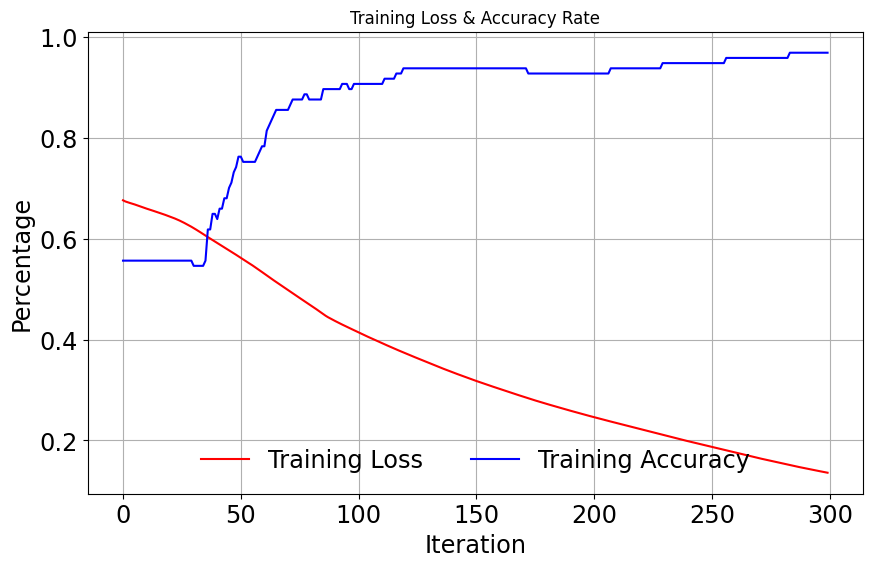 Training Loss & Accuracy Rate
1.0
0.8
0.6
0.4
0.2
Percentage
Training Loss Training Accuracy
0 50 100 150 200 250 300
Iteration